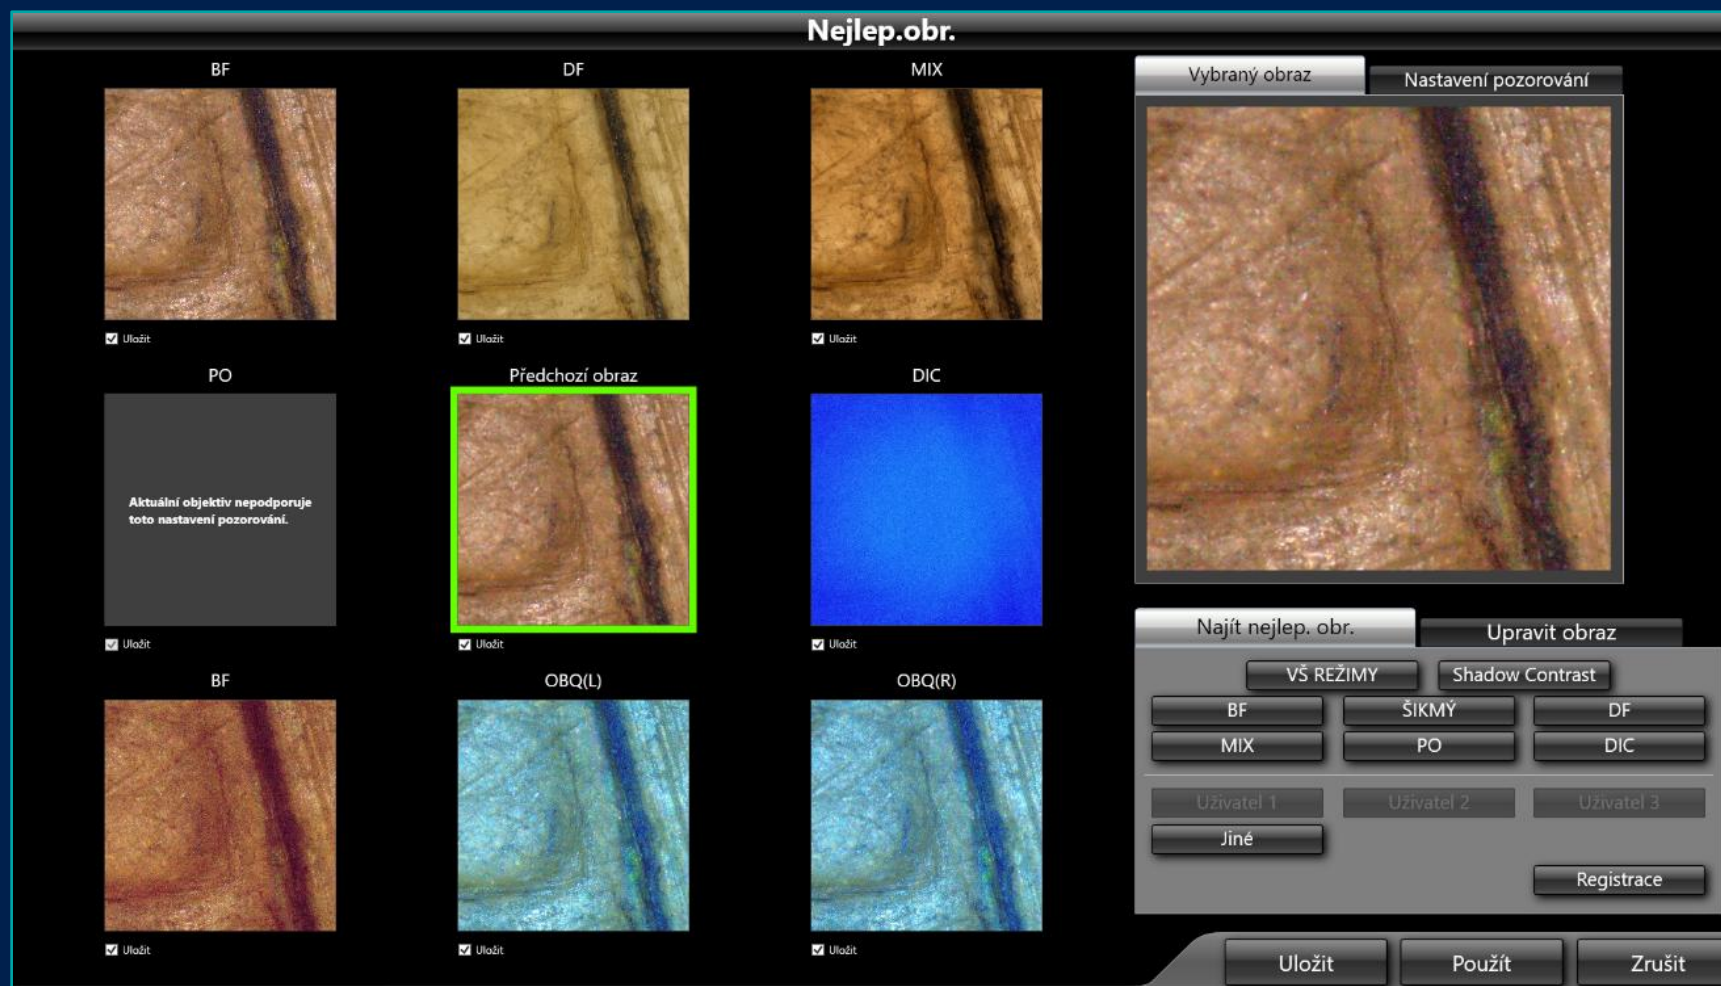 Nejlep.obr.
BF
DF
MIX
Uložit
Uložit
Uložit
PO
Předchozí obraz
DIC
Aktuální objektiv nepodporuje
toto nastavení pozorování.
Uložit
Uložit
Uložit
BF
OBQ(L)
OBQ(R)
Uložit
Uložit
Uložit
Vybraný obraz
Nastavení pozorování
Najít nejlep. obr.
Upravit obraz
VŠ REŽIMY
Shadow Contrast
BF
ŠIKMÝ
DF
MIX
PO
DIC
Uživatel 1
Uživatel 2
Uživatel 3
Jiné
Registrace
Uložit
Použít
Zrušit